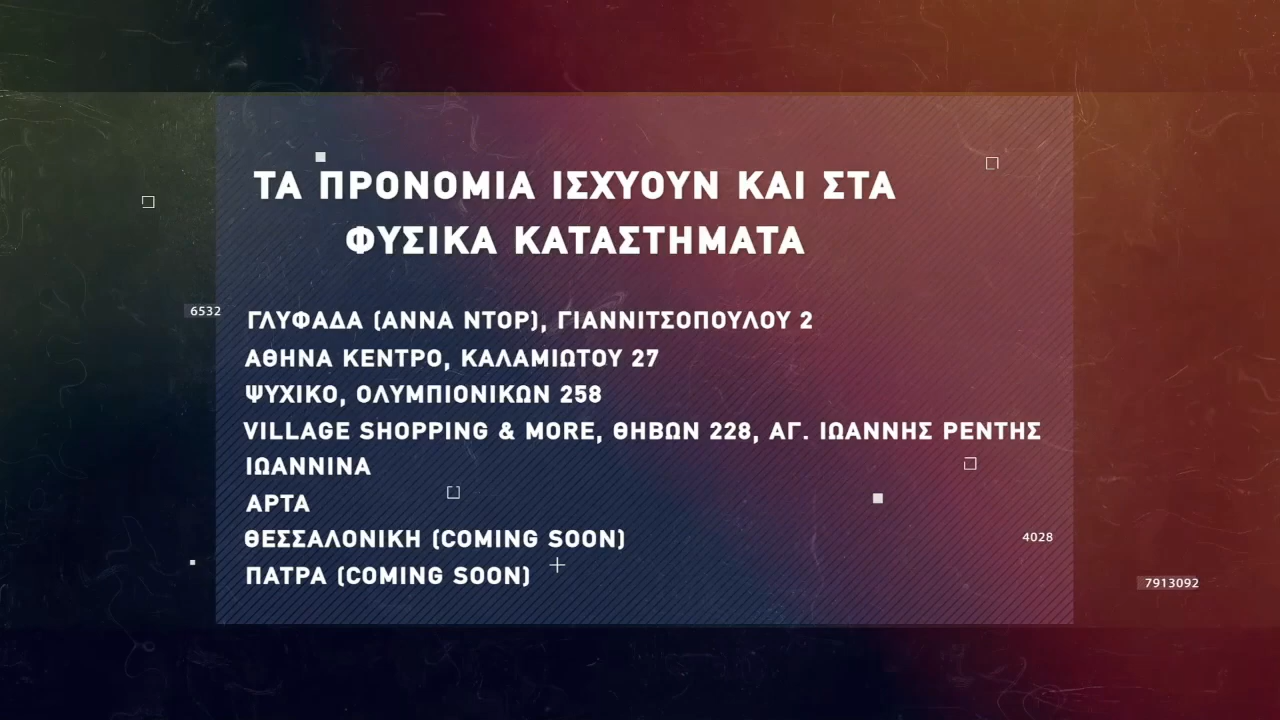 ΤΑ ΠΡΟΝΟΜΙΑ ΙΣΧΥΟΥΝ ΚΑΙ ΣΤΑ
ΦΥΣΙΚΑ ΚΑΤΑΣΤΗΜΑΤΑ
6532
ΓΛΥΦΑΔΑ (ΑΝΝΑ ΝΤΟΡ), ΓΙΑΝΝΙΤΣΟΠΟΥΛΟΥ 2
ΑΘΗΝΑ ΚΕΝΤΡΟ, ΚΑΛΑΜΙΩΤΟΥ 27
ΨΥΧΙΚΟ, ΟΛΥΜΠΙΟΝΙΚΩΝ 258
VILLAGE SHOPPING & MORE, ΘΗΒΩΝ 228, ΑΓ. ΙΩΑΝΝΗΣ ΡΕΝΤΗΣ
ΙΩΑΝΝΙΝΑ
ΑΡΤΑ
ΘΕΣΣΑΛΟΝΙΚΗ (COMING SOON)
4028
ΠΑΤΡΑ (COMING SOON)
7913092